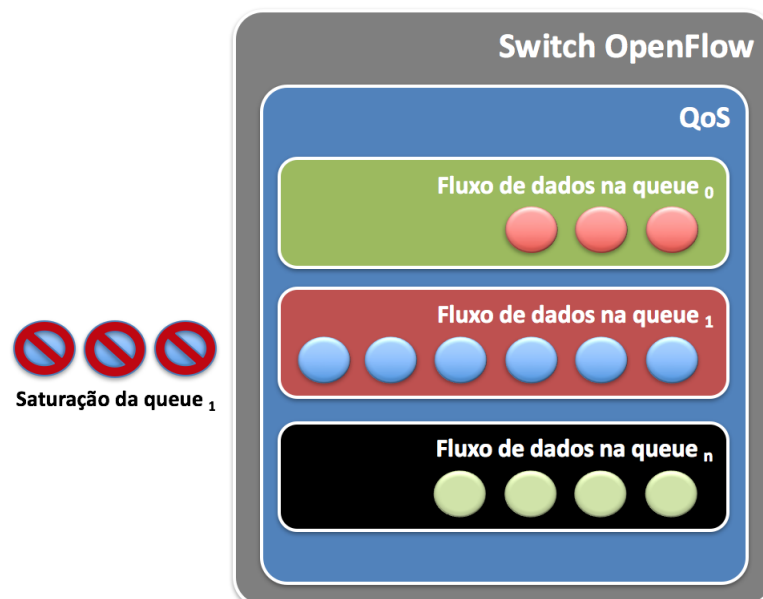 Switch OpenFlow
QoS
Fluxo de dados na queue 0
Fluxo de dados na queue 1
Saturação da queue 1
Fluxo de dados na queue n